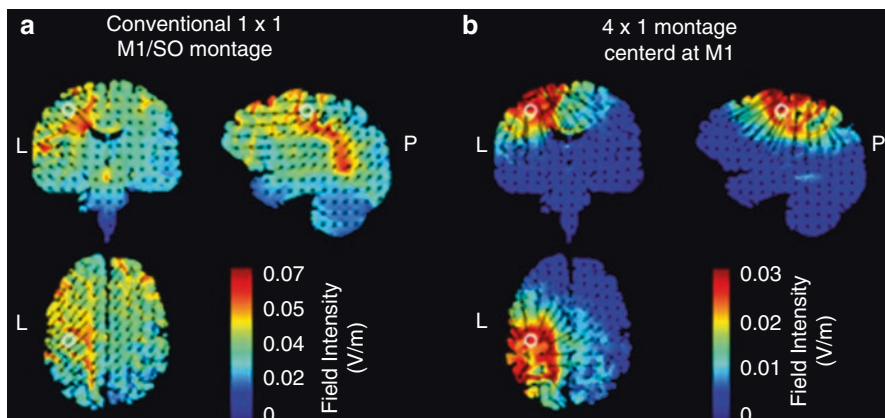 a
Conventional 1 x 1
M1/SO montage
L
P
L
0.07
0.05
0.04
0.02
0
Field Intensity
(V/m)
b
4 x 1 montage
centerd at M1
L
P
L
0.03
0.02
0.01
0
Field Intensity
(V/m)